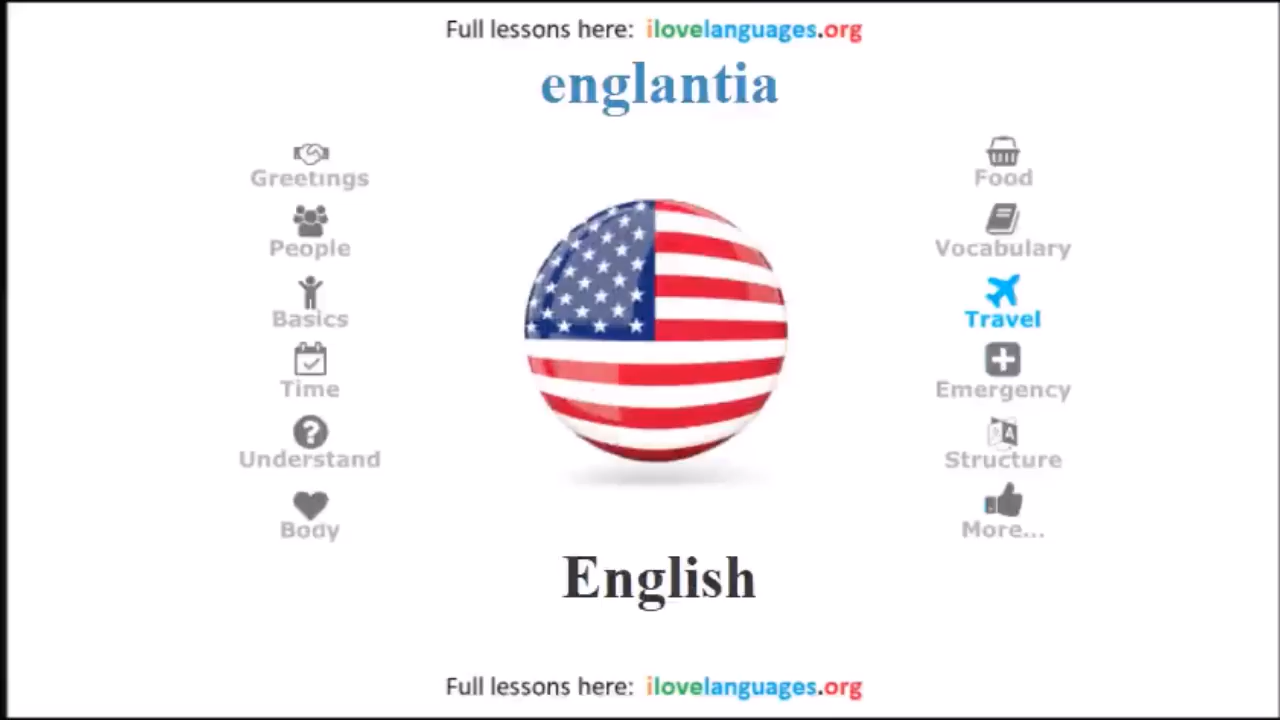 Full lessons here: ilovelanguages.org
englantia
Greetings
People
Basics
Time
Understand
Body
Food
Vocabulary
Travel
Emergency
Structure
More...
English
Full lessons here: ilovelanguages.org